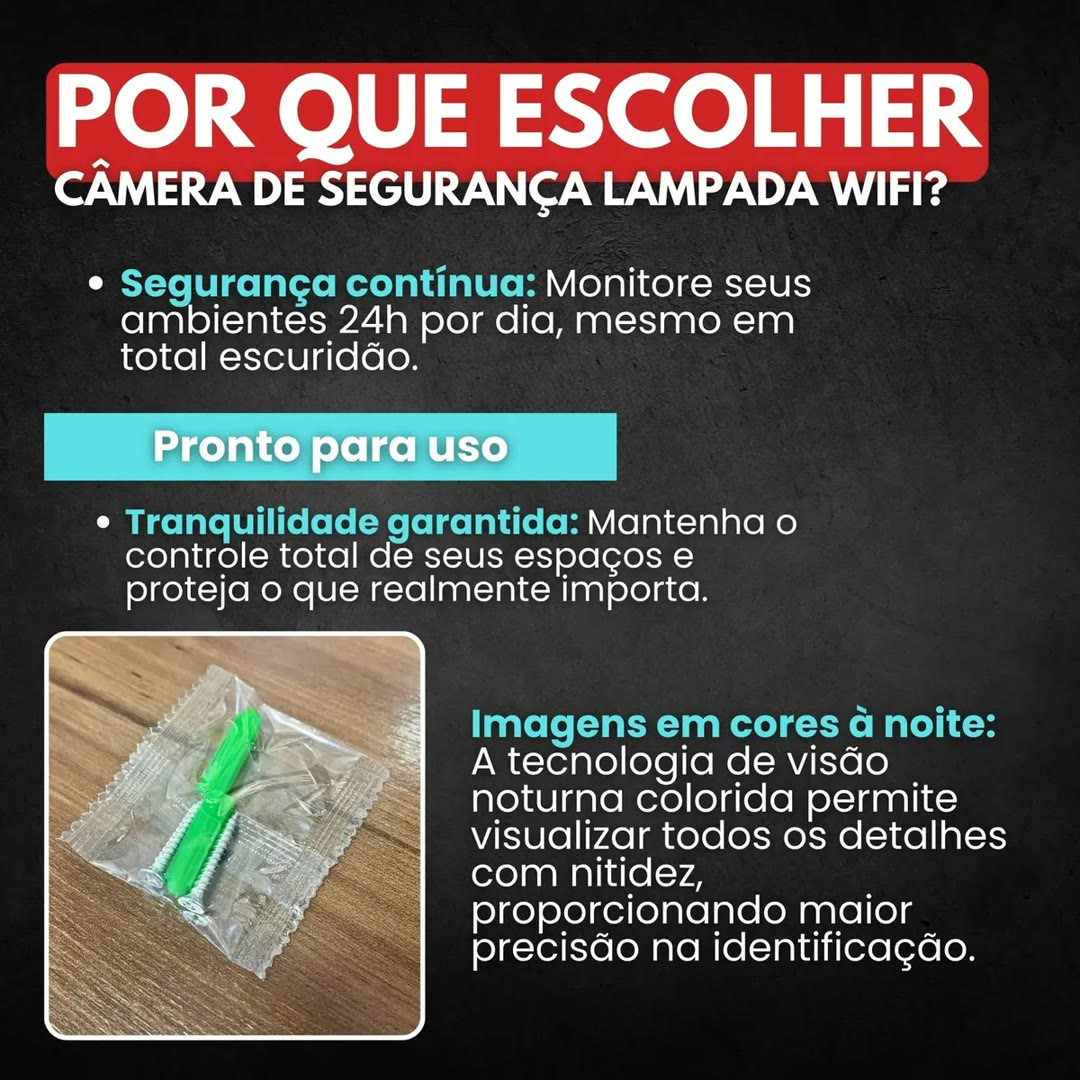 POR QUE ESCOLHER
CÂMERA DE SEGURANÇA LAMPADA WIFI?
• Segurança contínua: Monitore seus
ambientes 24h por dia, mesmo em
total escuridão.
Pronto para uso
• Tranquilidade garantida: Mantenha o
controle total de seus espaços e
proteja o que realmente importa.
Imagens em cores à noite:
A tecnologia de visão
noturna colorida permite
visualizar todos os detalhes
com nitidez,
proporcionando maior
precisão na identificação.